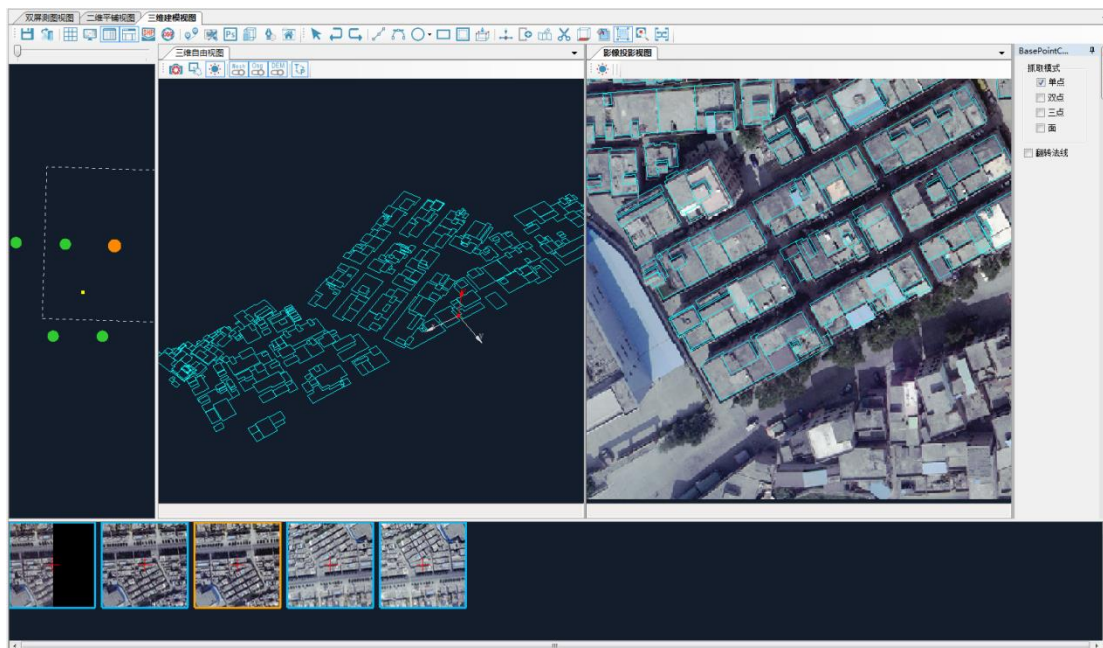 双屏测图视图 二维平铺视图 三维建模视图
三维自由视图
影像投影视图
BasePointC...
抓取模式
单点
双点
三点
面
翻转法线
Dsg
DEM